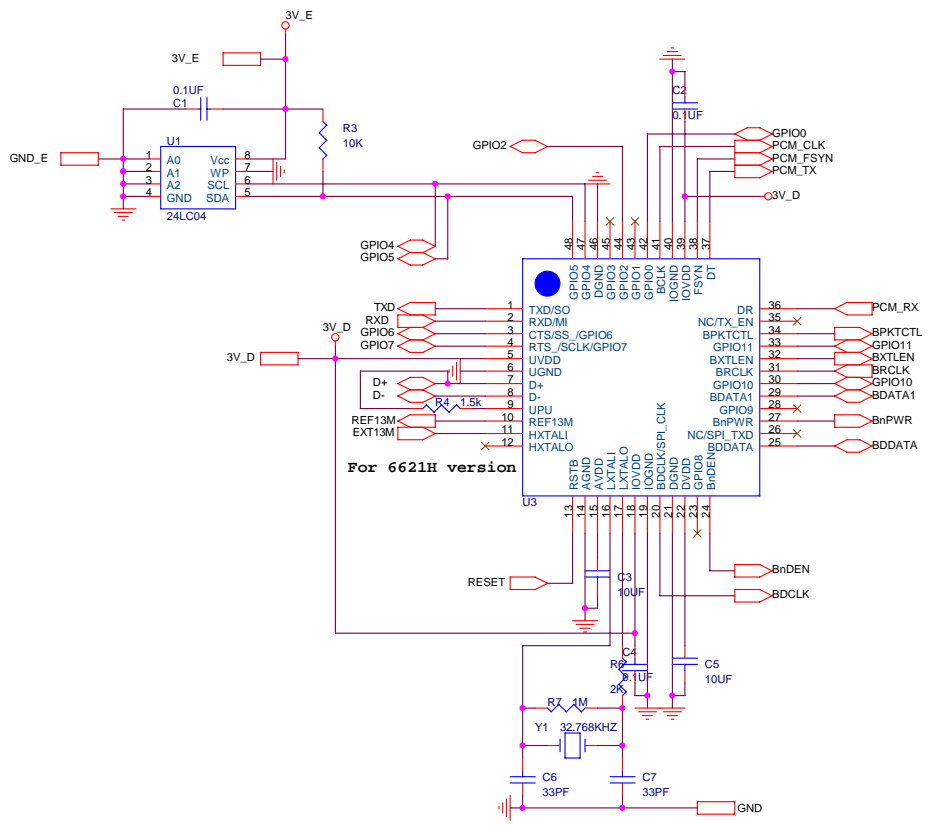 3V_E
3V_E
0.1UF
C1
U1
R3
10K
GND_E
1 A0 Vcc 8
2 A1 WP 7
3 A2 SCL 6
4 GND SDA 5
24LC04
C2
0.1UF
GPIO2
GPIO0
PCM_CLK
PCM_FSYN
PCM_TX
3V_D
GPIO4
GPIO5
48 47 46 45 44 43 42 41 40 39 38 37
GPIO5 GPIO4 DGND GPIO3 GPIO2 GPIO1 GPIO0 BCLK IOGND IOVDD FSYN DT
TXD 1 TXD/SO DR 36 PCM_RX
RXD 2 RXD/MI NC/TX_EN 35
GPIO6 3 CTS/SS_/GPIO6 BPKTCTL 34 BPKTCTL
GPIO7 4 RTS_/SCLK/GPIO7 GPIO11 33 GPIO11
3V_D
3V_D 5 UVDD BXTLEN 32 BXTLEN
6 UGND BRCLK 31 BRCLK
D+ 7 D+ GPIO10 30 GPIO10
D- 8 D- BDATA1 29 BDATA1
R4 1.5k 9 UPU GPIO9 28
REF13M 10 REF13M BnPWR 27 BnPWR
EXT13M 11 HXTALI NC/SPI_TXD 26
12 HXTALO BDDATA 25 BDDATA
For 6621H version
RSTB AGND AVDD LXTALI LXTALO IOVDD IOGND BDCLK/SPI_CLK DGND DVDD GPIO8 BnDEN
U3
13 14 15 16 17 18 19 20 21 22 23 24
RESET
C3
10UF
BnDEN
BDCLK
C4
0.1UF
R6
2K
C5
10UF
R7 1M
Y1 32.768KHZ
C6
33PF
C7
33PF
GND